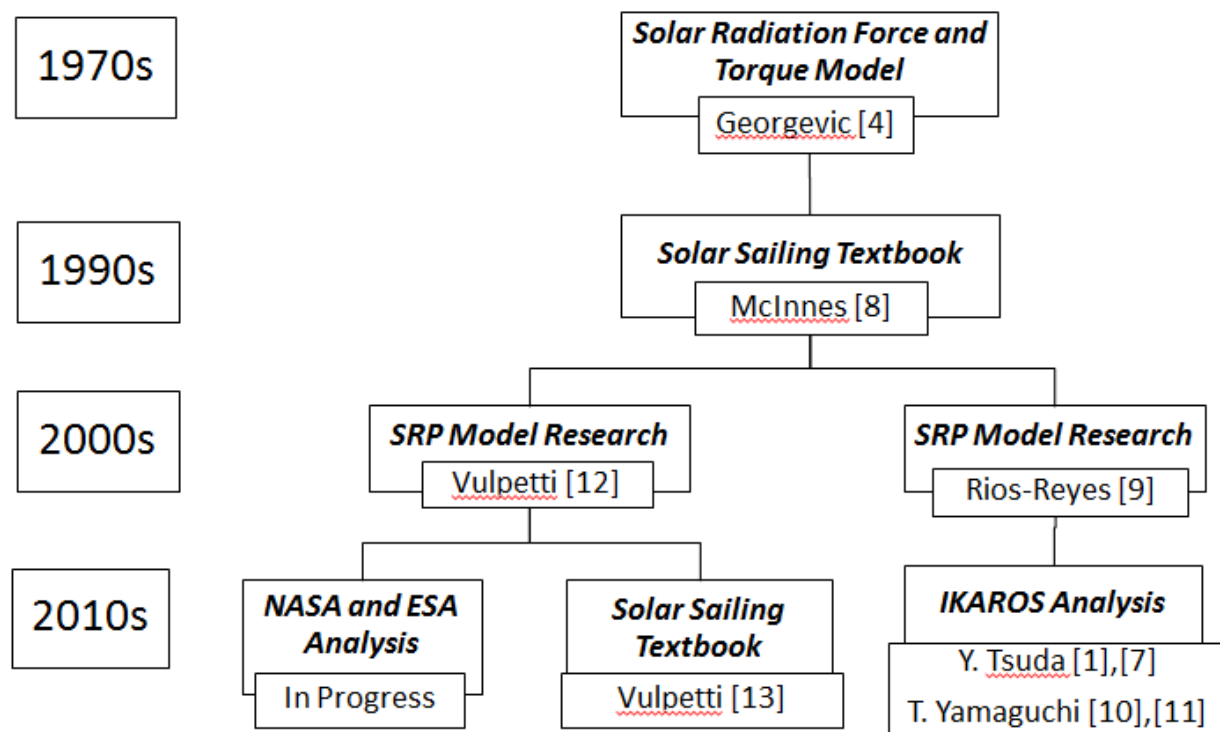 1970s
Solar Radiation Force and
Torque Model
Georgevic [4]
1990s
Solar Sailing Textbook
McInnes [8]
2000s
SRP Model Research
Vulpetti [12]
SRP Model Research
Rios-Reyes [9]
2010s
NASA and ESA
Analysis
In Progress
Solar Sailing
Textbook
Vulpetti [13]
IKAROS Analysis
Y. Tsuda [1],[7]
T. Yamaguchi [10],[11]